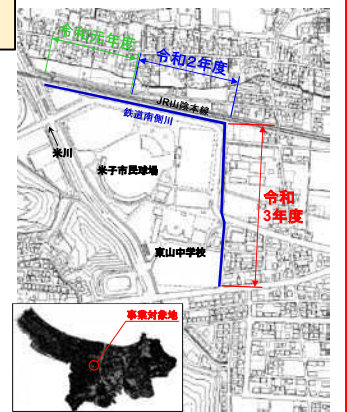 令和元年度
令和2年度
JR山陰本線
鉄道南側川
米川
米子市民球場
令和
3年度
東山中学校
事業対象地